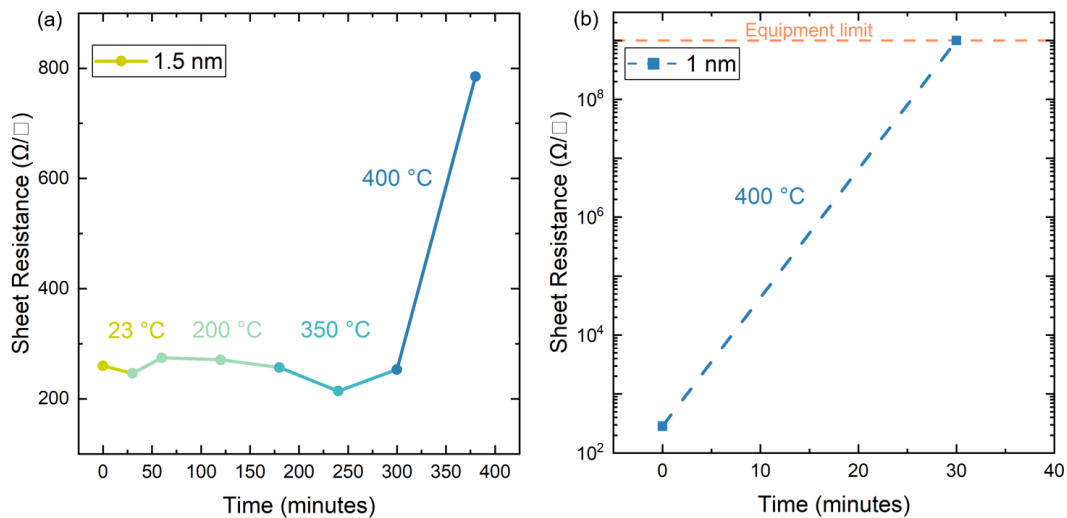 (a)
1.5 nm
800
600
400
200
Sheet Resistance (Ω/□)
23 °C
200 °C
350 °C
400 °C
0 50 100 150 200 250 300 350 400
Time (minutes)
(b)
Equipment limit
1 nm
10⁸
10⁶
10⁴
10²
Sheet Resistance (Ω/□)
400 °C
0 10 20 30 40
Time (minutes)